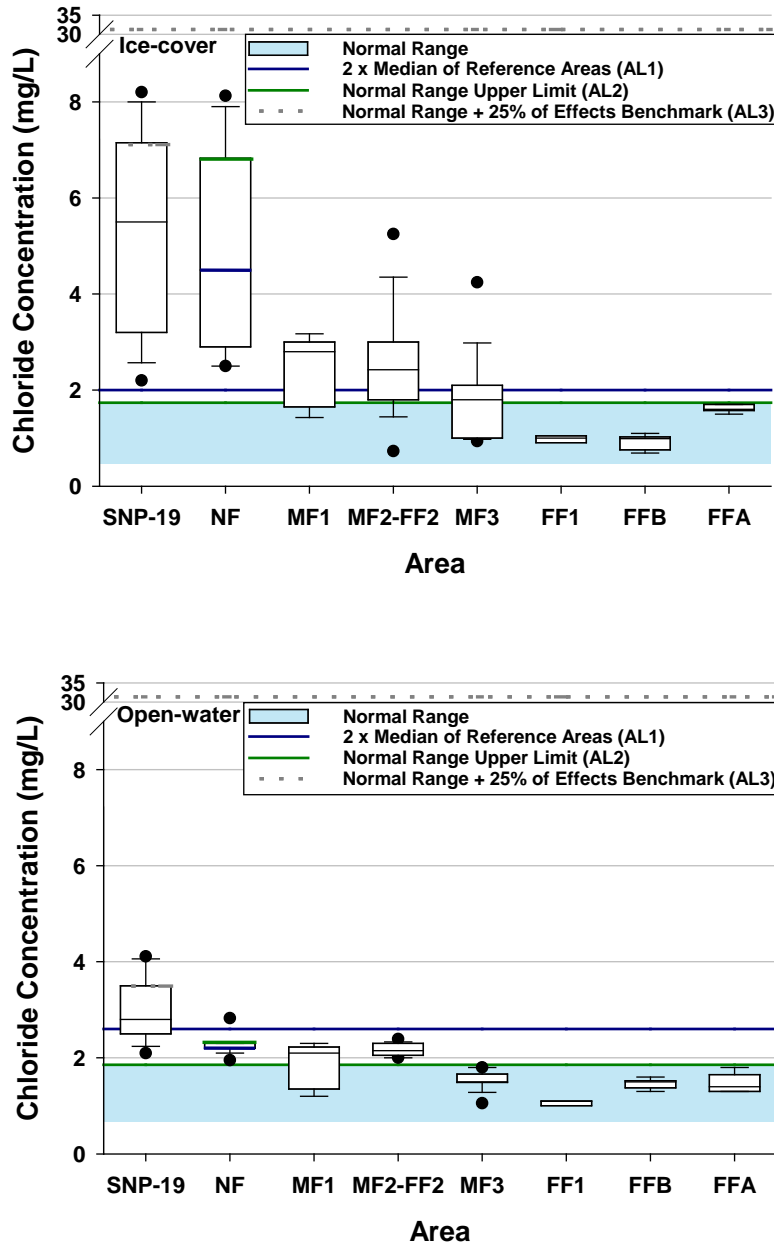 35
30
Ice-cover
Normal Range
2 x Median of Reference Areas (AL1)
Normal Range Upper Limit (AL2)
Normal Range + 25% of Effects Benchmark (AL3)
Chloride Concentration (mg/L)
8
6
4
2
0
SNP-19 NF MF1 MF2-FF2 MF3 FF1 FFB FFA
Area
35
30
Open-water
Normal Range
2 x Median of Reference Areas (AL1)
Normal Range Upper Limit (AL2)
Normal Range + 25% of Effects Benchmark (AL3)
Chloride Concentration (mg/L)
8
6
4
2
0
SNP-19 NF MF1 MF2-FF2 MF3 FF1 FFB FFA
Area